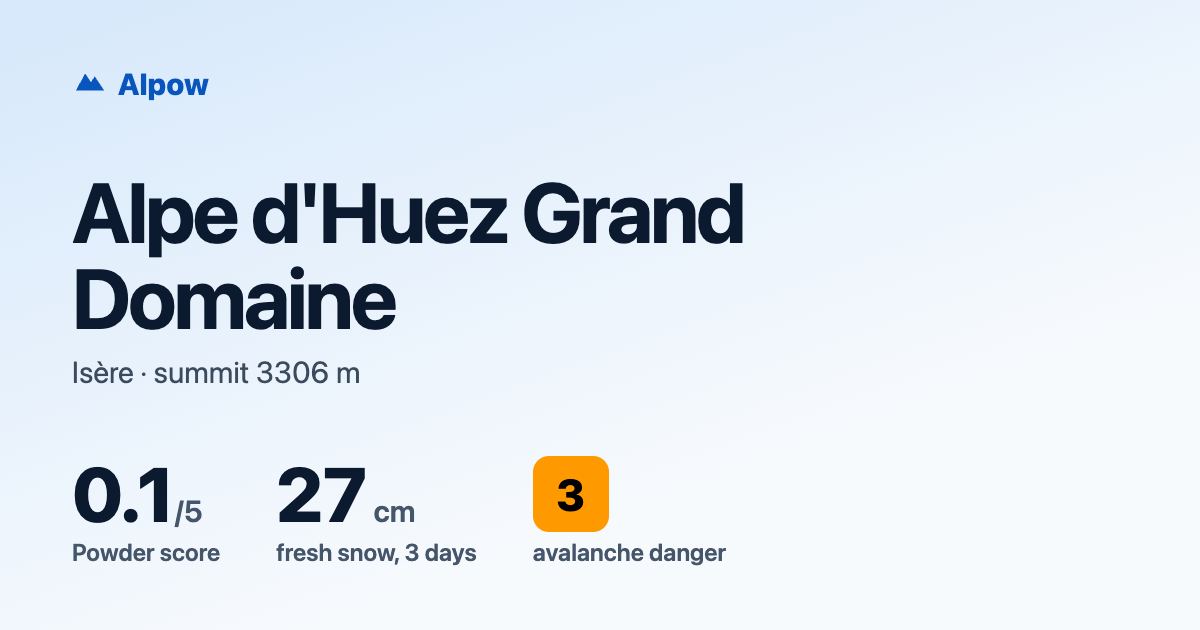 Alpow
Alpe d'Huez Grand
Domaine
Isère · summit 3306 m
0.1/5
Powder score
27 cm
fresh snow, 3 days
3
avalanche danger